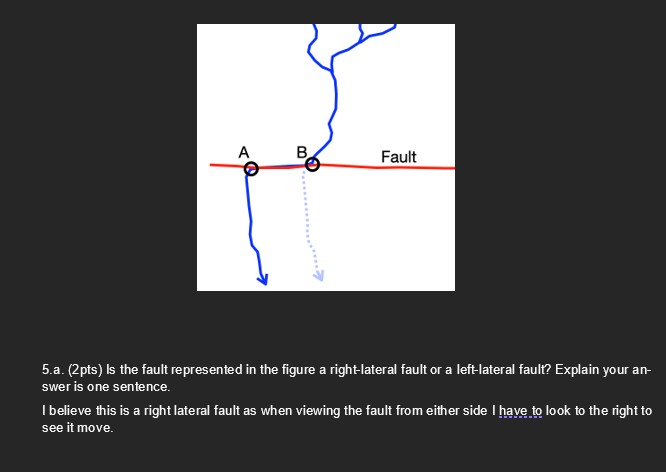 A
B
Fault
5.a. (2pts) Is the fault represented in the figure a right-lateral fault or a left-lateral fault? Explain your an-
swer is one sentence.
I believe this is a right lateral fault as when viewing the fault from either side I have to look to the right to
see it move.